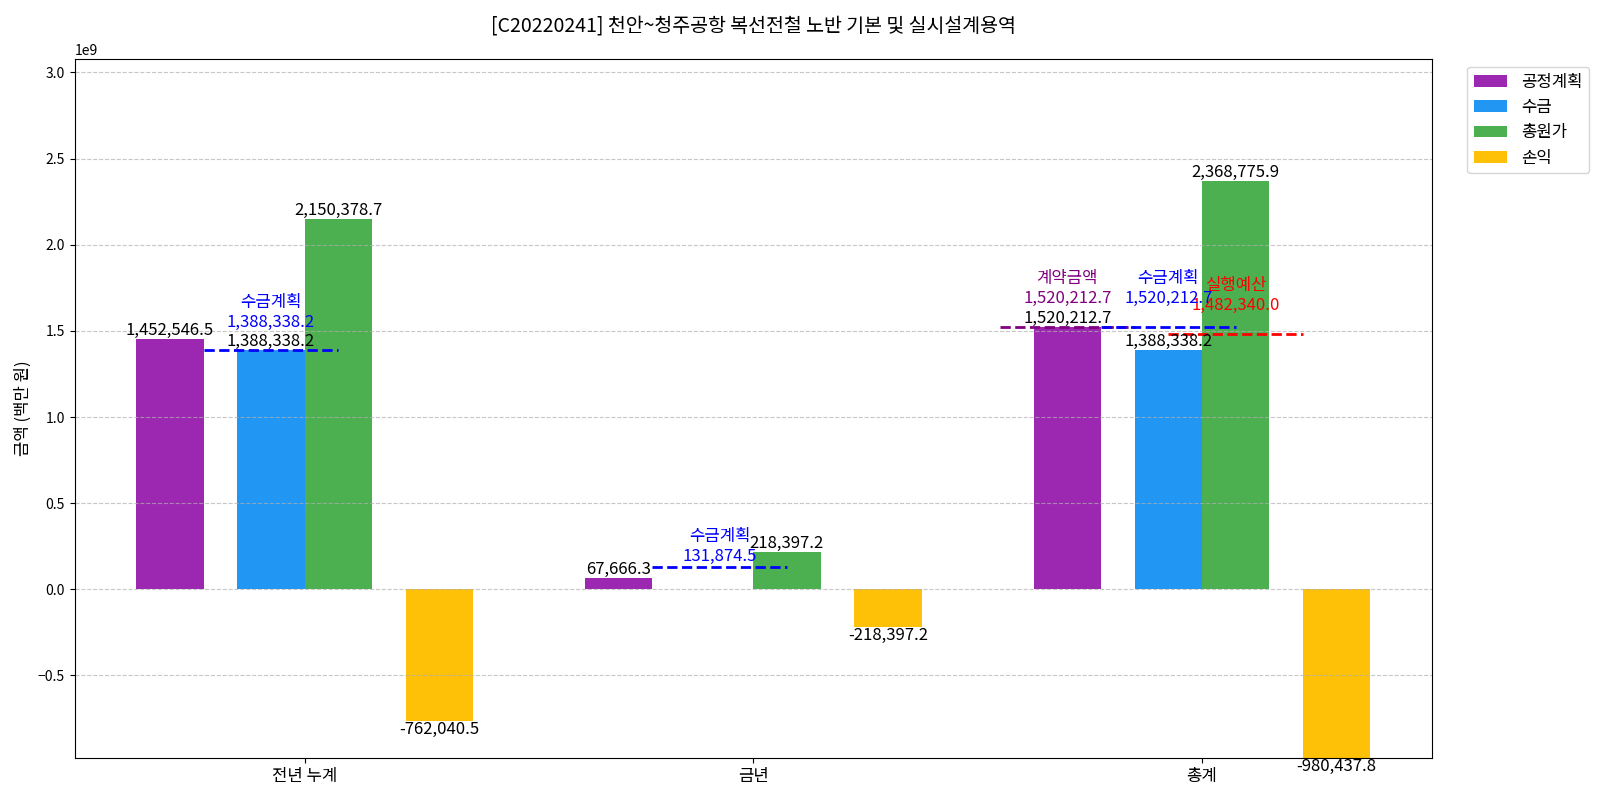 [C20220241] 천안~청주공항 복선전철 노반 기본 및 실시설계용역
1e9
3.0
2.5
2.0
1.5
1.0
0.5
0.0
−0.5
금액 (백만 원)
1,452,546.5
수금계획
1,388,338.2
1,388,338.2
2,150,378.7
-762,040.5
67,666.3
수금계획
131,874.5
218,397.2
-218,397.2
계약금액
1,520,212.7
1,520,212.7
수금계획
1,520,212.7
1,388,338.2
2,368,775.9
실행예산
1,482,340.0
-980,437.8
전년 누계
금년
총계
공정계획
수금
총원가
손익